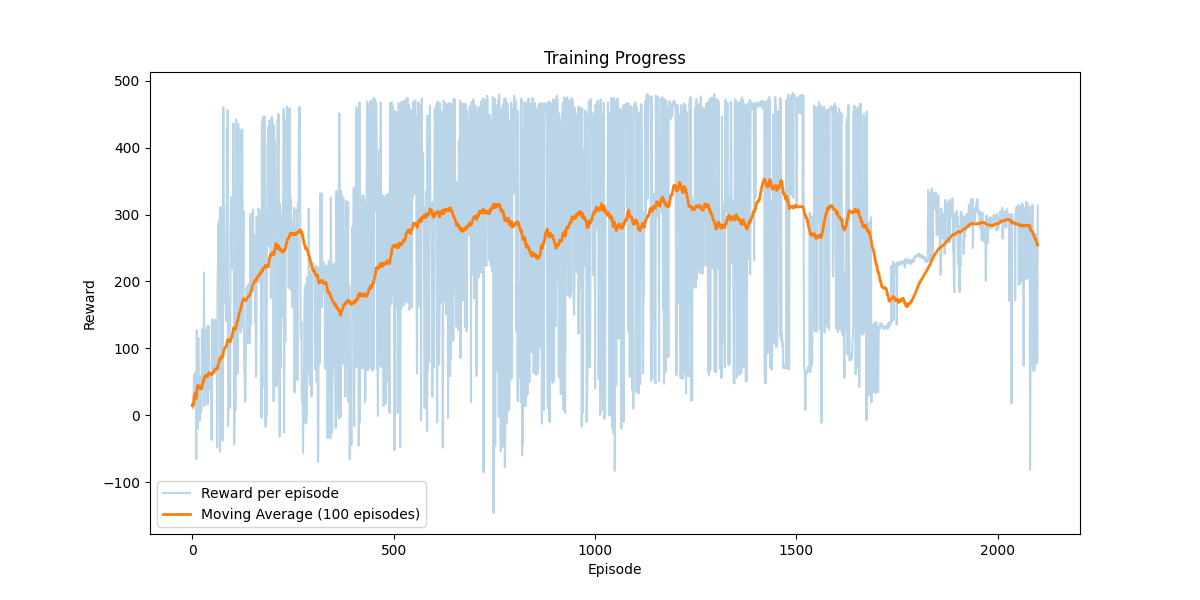 Training Progress
500
400
300
200
100
0
−100
Reward
Reward per episode
Moving Average (100 episodes)
0 500 1000 1500 2000
Episode